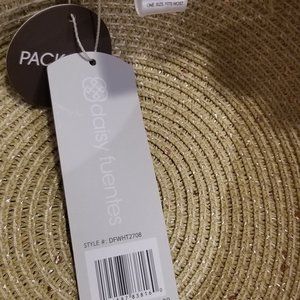 ONE SIZE FITS MOST
PACK
daisy fuentes
STYLE #: DFWHT2708